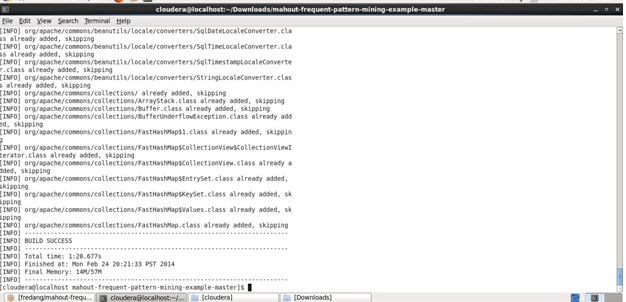 cloudera@localhost:~/Downloads/mahout-frequent-pattern-mining-example-master
File Edit View Search Terminal Help
[INFO] org/apache/commons/beanutils/locale/converters/SqlDateLocaleConverter.cla
ss already added, skipping
[INFO] org/apache/commons/beanutils/locale/converters/SqlTimeLocaleConverter.cla
ss already added, skipping
[INFO] org/apache/commons/beanutils/locale/converters/SqlTimestampLocaleConverte
r.class already added, skipping
[INFO] org/apache/commons/beanutils/locale/converters/StringLocaleConverter.clas
s already added, skipping
[INFO] org/apache/commons/collections/ already added, skipping
[INFO] org/apache/commons/collections/ArrayStack.class already added, skipping
[INFO] org/apache/commons/collections/Buffer.class already added, skipping
[INFO] org/apache/commons/collections/BufferUnderflowException.class already add
ed, skipping
[INFO] org/apache/commons/collections/FastHashMap$1.class already added, skippin
g
[INFO] org/apache/commons/collections/FastHashMap$CollectionView$CollectionViewI
terator.class already added, skipping
[INFO] org/apache/commons/collections/FastHashMap$CollectionView.class already a
dded, skipping
[INFO] org/apache/commons/collections/FastHashMap$EntrySet.class already added,
skipping
[INFO] org/apache/commons/collections/FastHashMap$KeySet.class already added, sk
ipping
[INFO] org/apache/commons/collections/FastHashMap$Values.class already added, sk
ipping
[INFO] org/apache/commons/collections/FastHashMap.class already added, skipping
[INFO] ------------------------------------------------------------------------
[INFO] BUILD SUCCESS
[INFO] ------------------------------------------------------------------------
[INFO] Total time: 1:20.677s
[INFO] Finished at: Mon Feb 24 20:21:33 PST 2014
[INFO] Final Memory: 14M/57M
[INFO] ------------------------------------------------------------------------
[cloudera@localhost mahout-frequent-pattern-mining-example-master]$
[fredang/mahout-frequ... cloudera@localhost:~/... [cloudera] [Downloads]